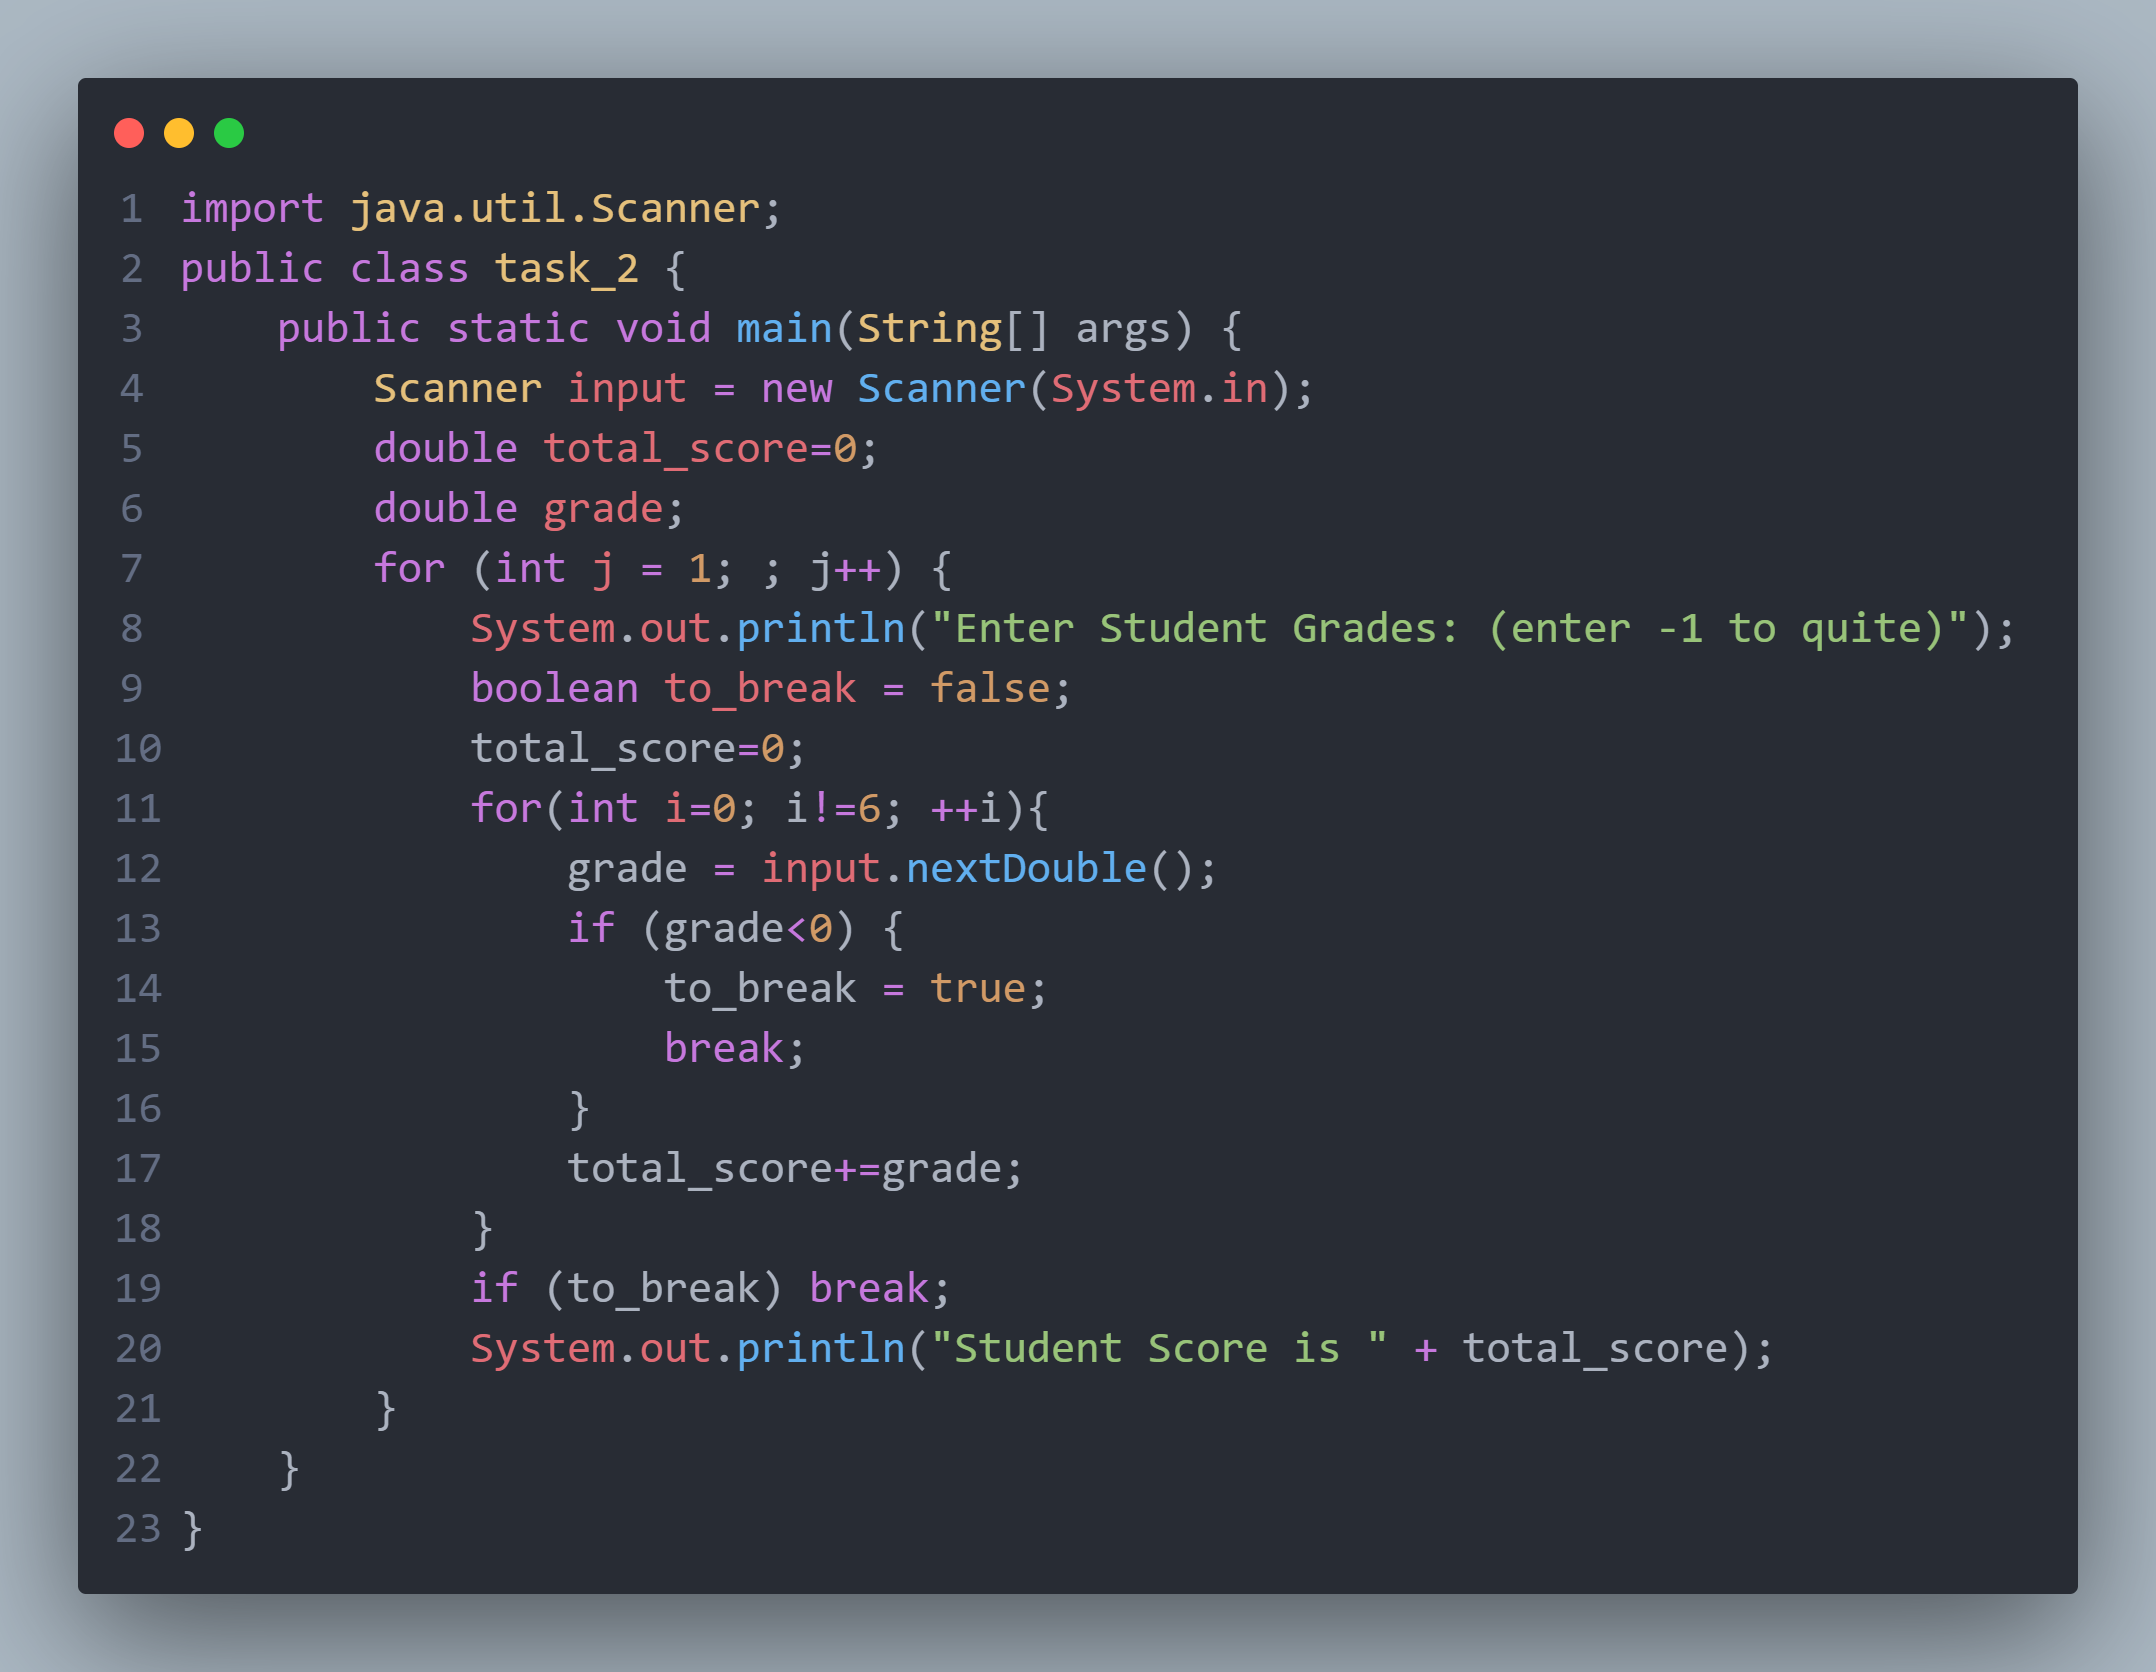 1 import java.util.Scanner;
2 public class task_2 {
3     public static void main(String[] args) {
4         Scanner input = new Scanner(System.in);
5         double total_score=0;
6         double grade;
7         for (int j = 1; ; j++) {
8             System.out.println("Enter Student Grades: (enter -1 to quite)");
9             boolean to_break = false;
10             total_score=0;
11             for(int i=0; i!=6; ++i){
12                 grade = input.nextDouble();
13                 if (grade<0) {
14                     to_break = true;
15                     break;
16                 }
17                 total_score+=grade;
18             }
19             if (to_break) break;
20             System.out.println("Student Score is " + total_score);
21         }
22     }
23 }